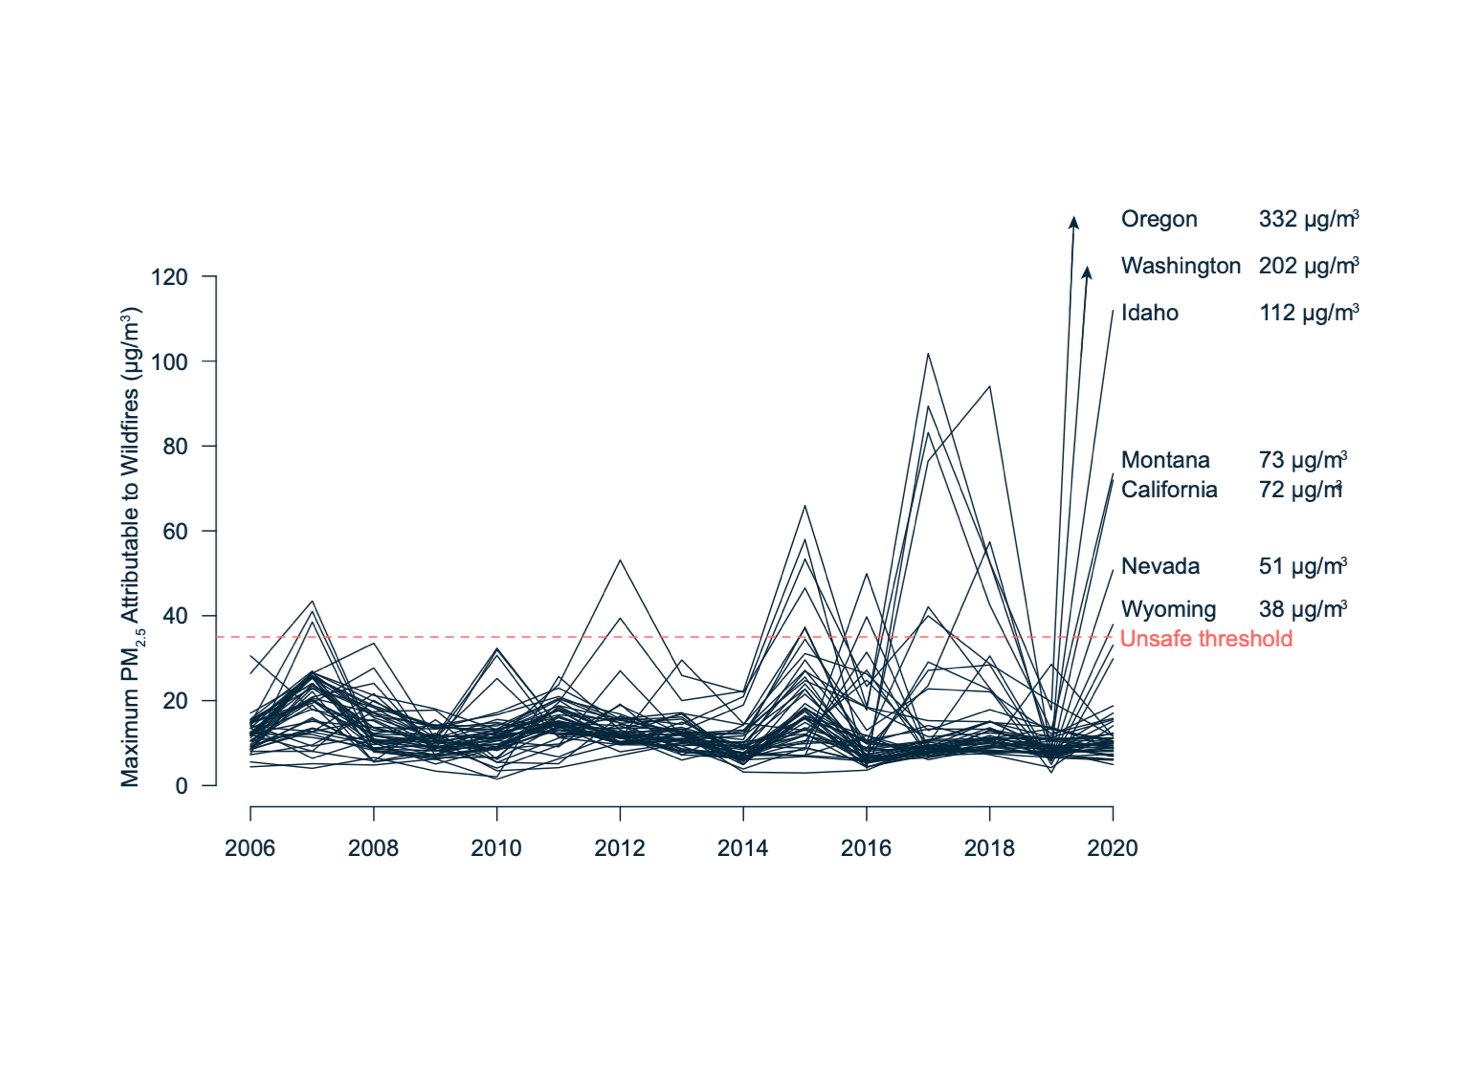 Oregon 332 µg/m³
Washington 202 µg/m³
120
Idaho 112 µg/m³
100
80
Montana 73 µg/m³
California 72 µg/m³
60
Nevada 51 µg/m³
Wyoming 38 µg/m³
40
Unsafe threshold
20
0
Maximum PM2.5 Attributable to Wildfires (µg/m³)
2006 2008 2010 2012 2014 2016 2018 2020